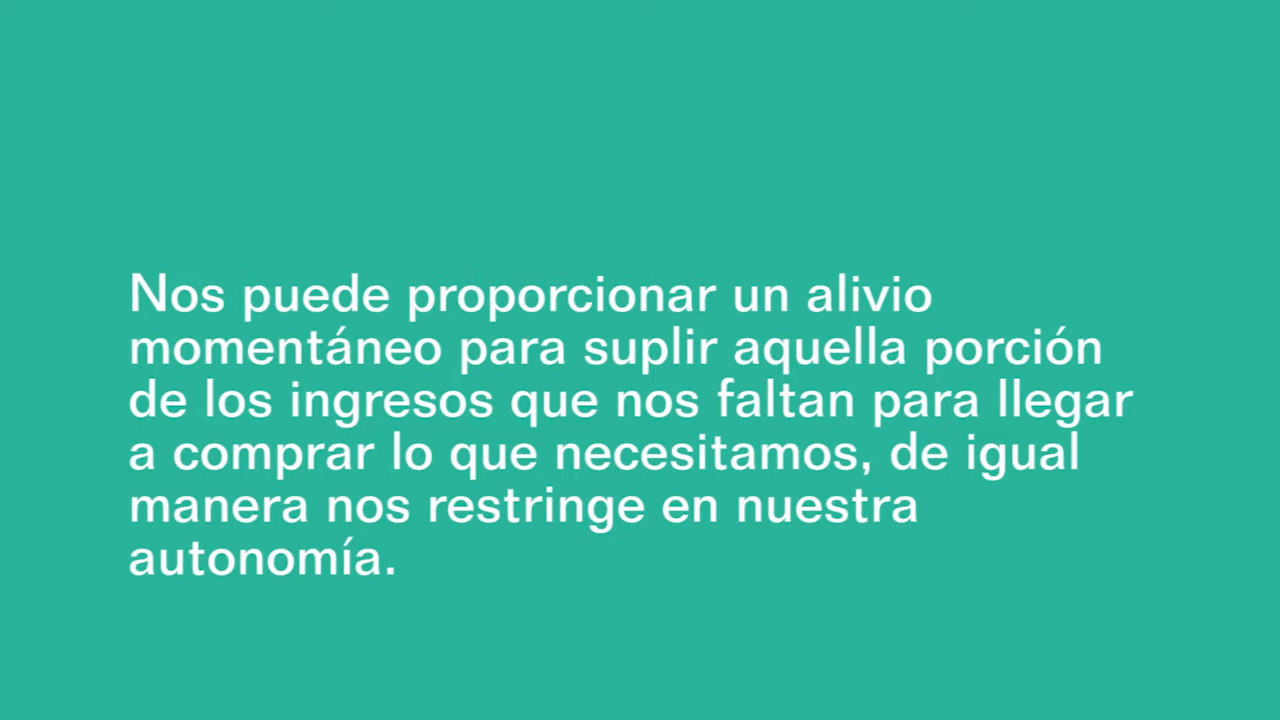 Nos puede proporcionar un alivio
momentáneo para suplir aquella porción
de los ingresos que nos faltan para llegar
a comprar lo que necesitamos, de igual
manera nos restringe en nuestra
autonomía.